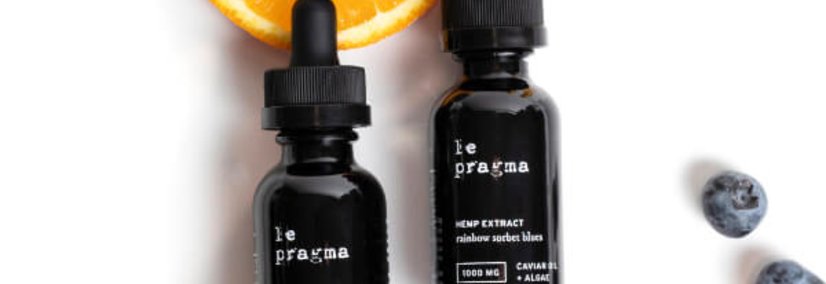 le
pragma
le
pragma
HEMP EXTRACT
rainbow sorbet blues
1000 MG
CAVIAR OIL
+ ALGAE